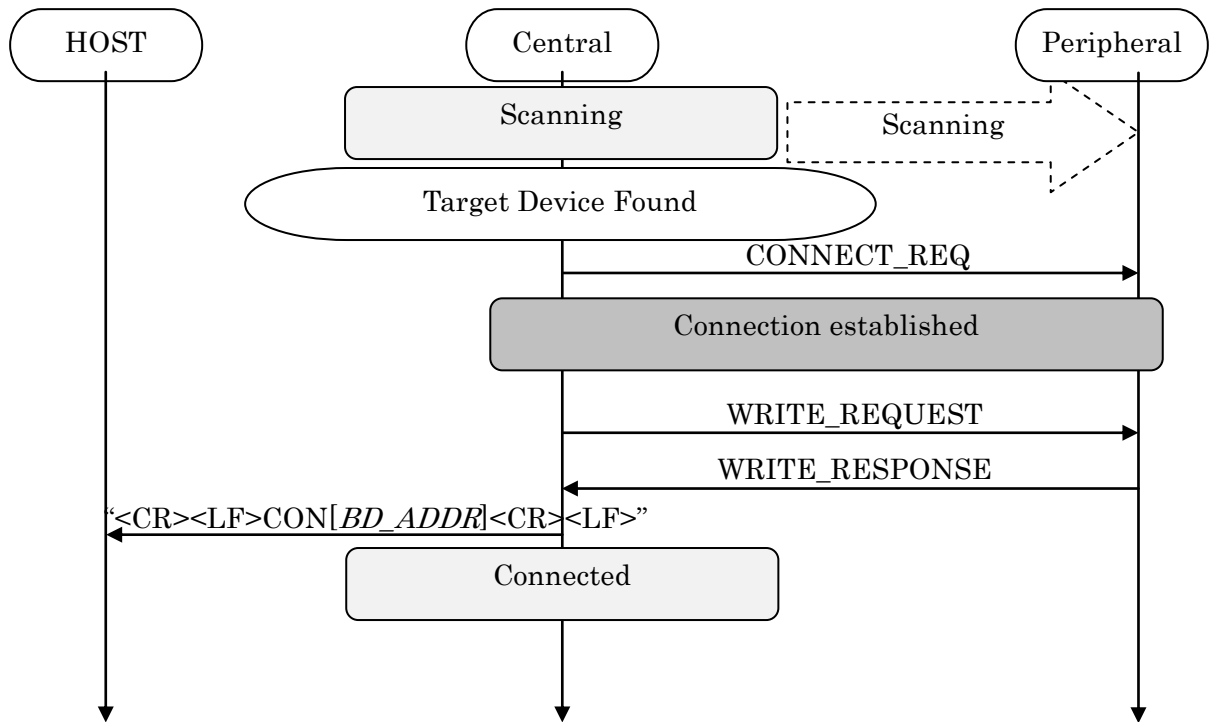 HOST
Central
Peripheral
Scanning
Scanning
Target Device Found
CONNECT_REQ
Connection established
WRITE_REQUEST
WRITE_RESPONSE
“<CR><LF>CON[BD_ADDR]<CR><LF>”
Connected